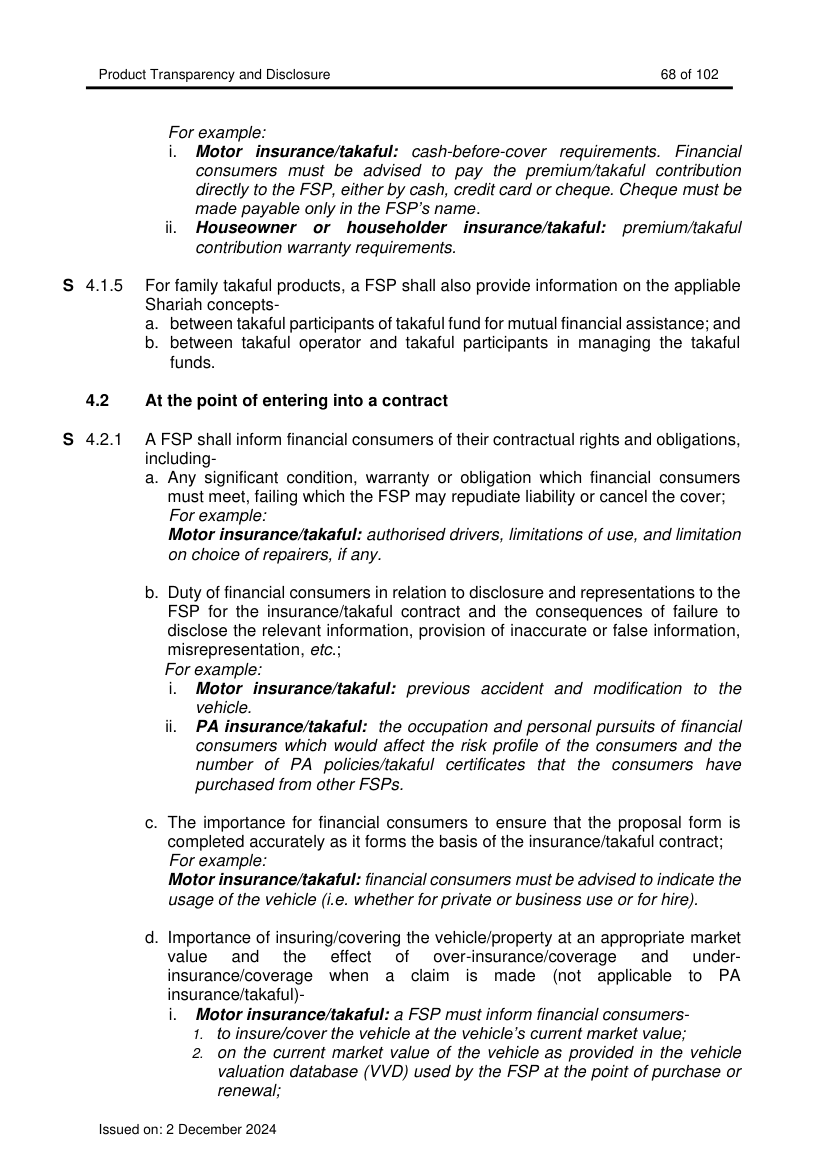 Product Transparency and Disclosure 68 of 102
For example:
i. Motor insurance/takaful: cash-before-cover requirements. Financial
consumers must be advised to pay the premium/takaful contribution
directly to the FSP, either by cash, credit card or cheque. Cheque must be
made payable only in the FSP's name.
ii. Houseowner or householder insurance/takaful: premium/takaful
contribution warranty requirements.
S 4.1.5 For family takaful products, a FSP shall also provide information on the appliable
Shariah concepts-
a. between takaful participants of takaful fund for mutual financial assistance; and
b. between takaful operator and takaful participants in managing the takaful
funds.
4.2 At the point of entering into a contract
S 4.2.1 A FSP shall inform financial consumers of their contractual rights and obligations,
including-
a. Any significant condition, warranty or obligation which financial consumers
must meet, failing which the FSP may repudiate liability or cancel the cover;
For example:
Motor insurance/takaful: authorised drivers, limitations of use, and limitation
on choice of repairers, if any.
b. Duty of financial consumers in relation to disclosure and representations to the
FSP for the insurance/takaful contract and the consequences of failure to
disclose the relevant information, provision of inaccurate or false information,
misrepresentation, etc.;
For example:
i. Motor insurance/takaful: previous accident and modification to the
vehicle.
ii. PA insurance/takaful: the occupation and personal pursuits of financial
consumers which would affect the risk profile of the consumers and the
number of PA policies/takaful certificates that the consumers have
purchased from other FSPs.
c. The importance for financial consumers to ensure that the proposal form is
completed accurately as it forms the basis of the insurance/takaful contract;
For example:
Motor insurance/takaful: financial consumers must be advised to indicate the
usage of the vehicle (i.e. whether for private or business use or for hire).
d. Importance of insuring/covering the vehicle/property at an appropriate market
value and the effect of over-insurance/coverage and under-
insurance/coverage when a claim is made (not applicable to PA
insurance/takaful)-
i. Motor insurance/takaful: a FSP must inform financial consumers-
1. to insure/cover the vehicle at the vehicle's current market value;
2. on the current market value of the vehicle as provided in the vehicle
valuation database (VVD) used by the FSP at the point of purchase or
renewal;
Issued on: 2 December 2024